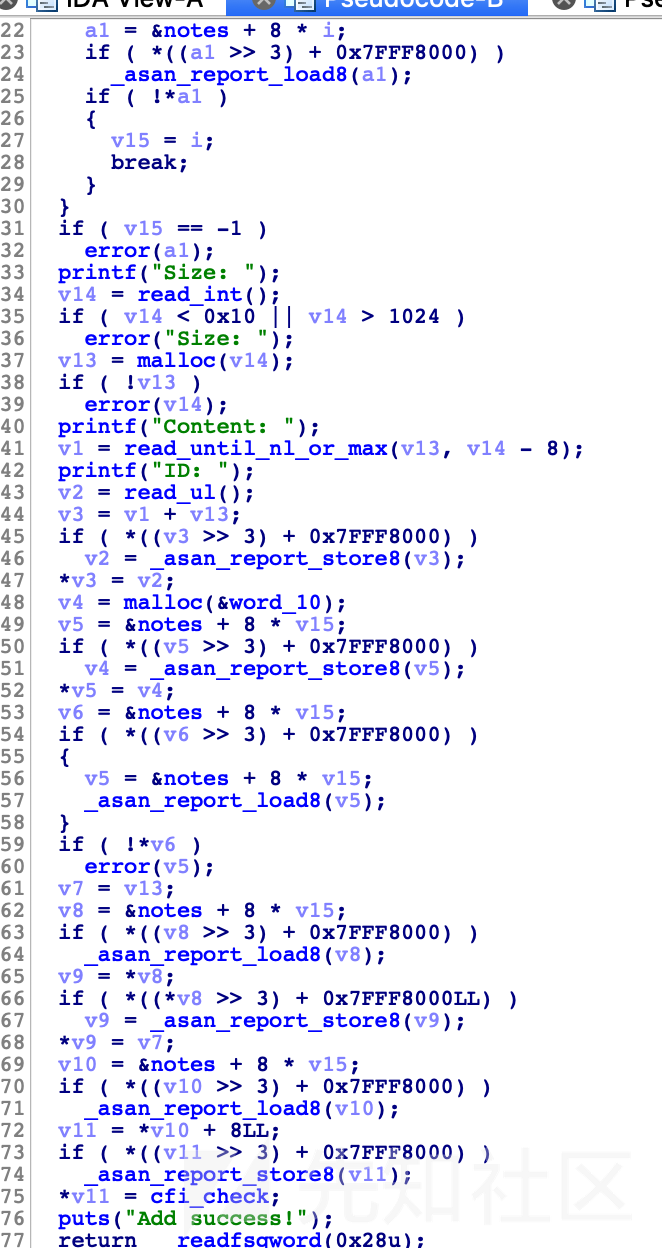 IDA View-A Pseudocode-B
22 a1 = &notes + 8 * i;
23 if ( *((a1 >> 3) + 0x7FFF8000) )
24 _asan_report_load8(a1);
25 if ( !*a1 )
26 {
27 v15 = i;
28 break;
29 }
30 }
31 if ( v15 == -1 )
32 error(a1);
33 printf("Size: ");
34 v14 = read_int();
35 if ( v14 < 0x10 || v14 > 1024 )
36 error("Size: ");
37 v13 = malloc(v14);
38 if ( !v13 )
39 error(v14);
40 printf("Content: ");
41 v1 = read_until_nl_or_max(v13, v14 - 8);
42 printf("ID: ");
43 v2 = read_ul();
44 v3 = v1 + v13;
45 if ( *((v3 >> 3) + 0x7FFF8000) )
46 v2 = _asan_report_store8(v3);
47 *v3 = v2;
48 v4 = malloc(&word_10);
49 v5 = &notes + 8 * v15;
50 if ( *((v5 >> 3) + 0x7FFF8000) )
51 v4 = _asan_report_store8(v5);
52 *v5 = v4;
53 v6 = &notes + 8 * v15;
54 if ( *((v6 >> 3) + 0x7FFF8000) )
55 {
56 v5 = &notes + 8 * v15;
57 _asan_report_load8(v5);
58 }
59 if ( !*v6 )
60 error(v5);
61 v7 = v13;
62 v8 = &notes + 8 * v15;
63 if ( *((v8 >> 3) + 0x7FFF8000) )
64 _asan_report_load8(v8);
65 v9 = *v8;
66 if ( *((*v8 >> 3) + 0x7FFF8000LL) )
67 v9 = _asan_report_store8(v9);
68 *v9 = v7;
69 v10 = &notes + 8 * v15;
70 if ( *((v10 >> 3) + 0x7FFF8000) )
71 _asan_report_load8(v10);
72 v11 = *v10 + 8LL;
73 if ( *((v11 >> 3) + 0x7FFF8000) )
74 _asan_report_store8(v11);
75 *v11 = cfi_check;
76 puts("Add success!");
77 return readfsqword(0x28u);
先知社区